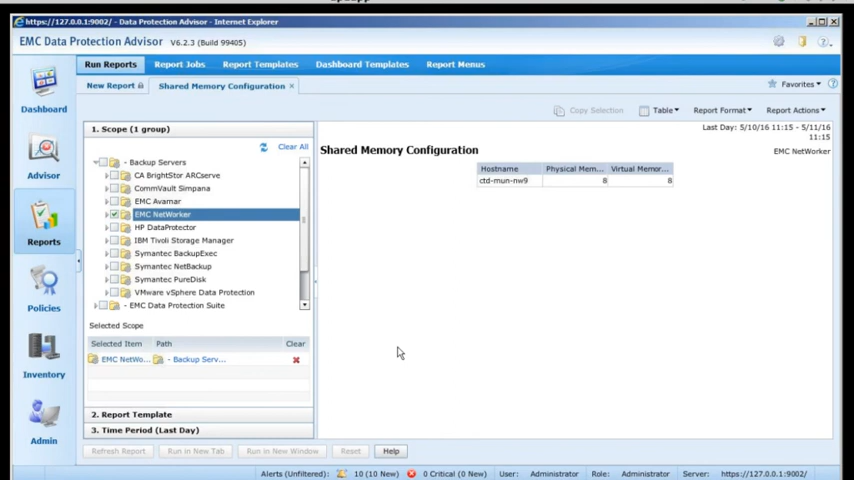 https://127.0.0.1:9002/ - Data Protection Advisor - Internet Explorer
EMC Data Protection Advisor V6.2.3 (Build 99405)
Run Reports Report Jobs Report Templates Dashboard Templates Report Menus
New Report Shared Memory Configuration × Favorites
Copy Selection Table Report Format Report Actions
Dashboard
Advisor
Reports
Policies
Inventory
Admin
1. Scope (1 group)
Clear All
- Backup Servers
CA BrightStor ARCserve
CommVault Simpana
EMC Avamar
EMC NetWorker
HP DataProtector
IBM Tivoli Storage Manager
Symantec BackupExec
Symantec NetBackup
Symantec PureDisk
VMware vSphere Data Protection
- EMC Data Protection Suite
Selected Scope
Selected Item Path Clear
EMC NetWo... - Backup Serv...
2. Report Template
3. Time Period (Last Day)
Refresh Report Run in New Tab Run in New Window Reset Help
Last Day: 5/10/16 11:15 - 5/11/16
11:15
Shared Memory Configuration
EMC NetWorker
Hostname Physical Mem... Virtual Memor...
ctd-mun-nw9 8 8
Alerts (Unfiltered): 10 (10 New) 0 Critical (0 New) User: Administrator Role: Administrator Server: https://127.0.0.1:9002/